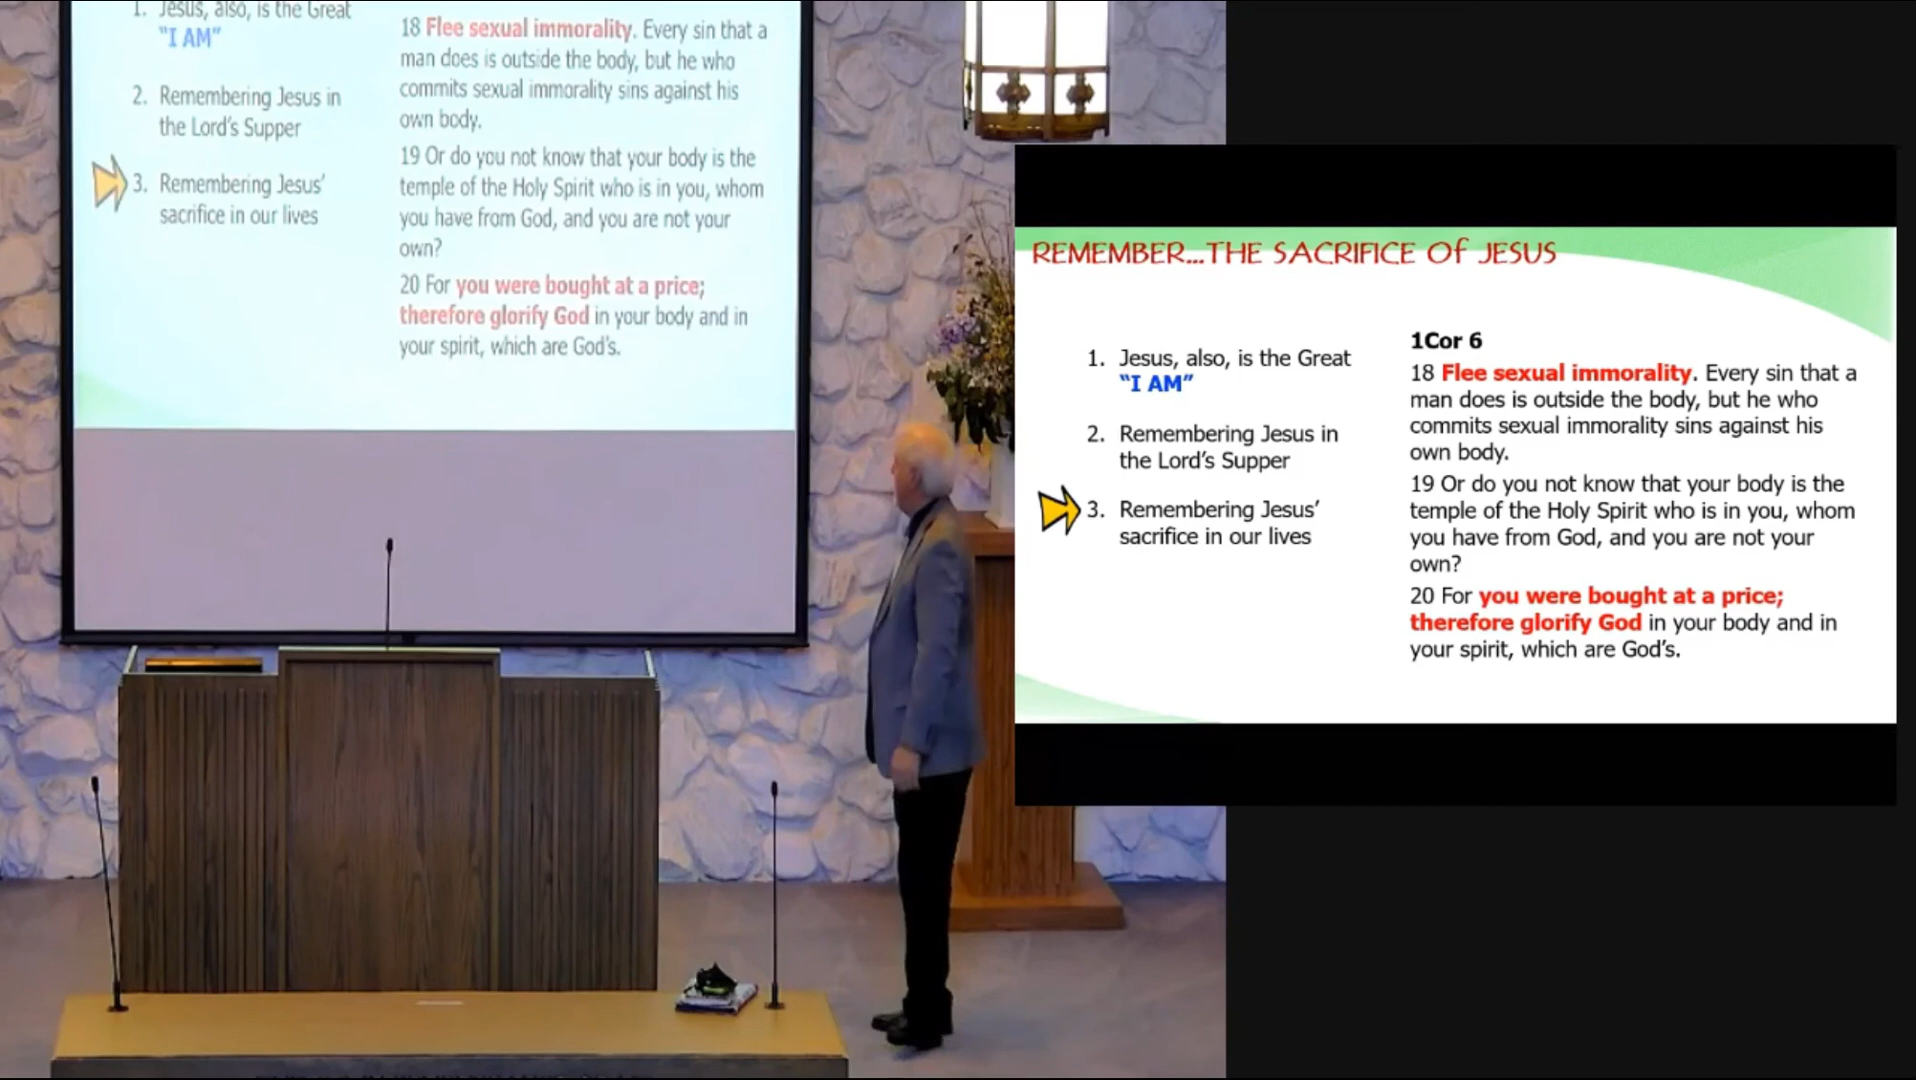 1. Jesus, also, is the Great
"I AM"
2. Remembering Jesus in
the Lord's Supper
3. Remembering Jesus'
sacrifice in our lives
18 Flee sexual immorality. Every sin that a
man does is outside the body, but he who
commits sexual immorality sins against his
own body.
19 Or do you not know that your body is the
temple of the Holy Spirit who is in you, whom
you have from God, and you are not your
own?
20 For you were bought at a price;
therefore glorify God in your body and in
your spirit, which are God's.
REMEMBER...THE SACRIFICE Of JESUS
1. Jesus, also, is the Great
"I AM"
2. Remembering Jesus in
the Lord's Supper
3. Remembering Jesus'
sacrifice in our lives
1Cor 6
18 Flee sexual immorality. Every sin that a
man does is outside the body, but he who
commits sexual immorality sins against his
own body.
19 Or do you not know that your body is the
temple of the Holy Spirit who is in you, whom
you have from God, and you are not your
own?
20 For you were bought at a price;
therefore glorify God in your body and in
your spirit, which are God's.